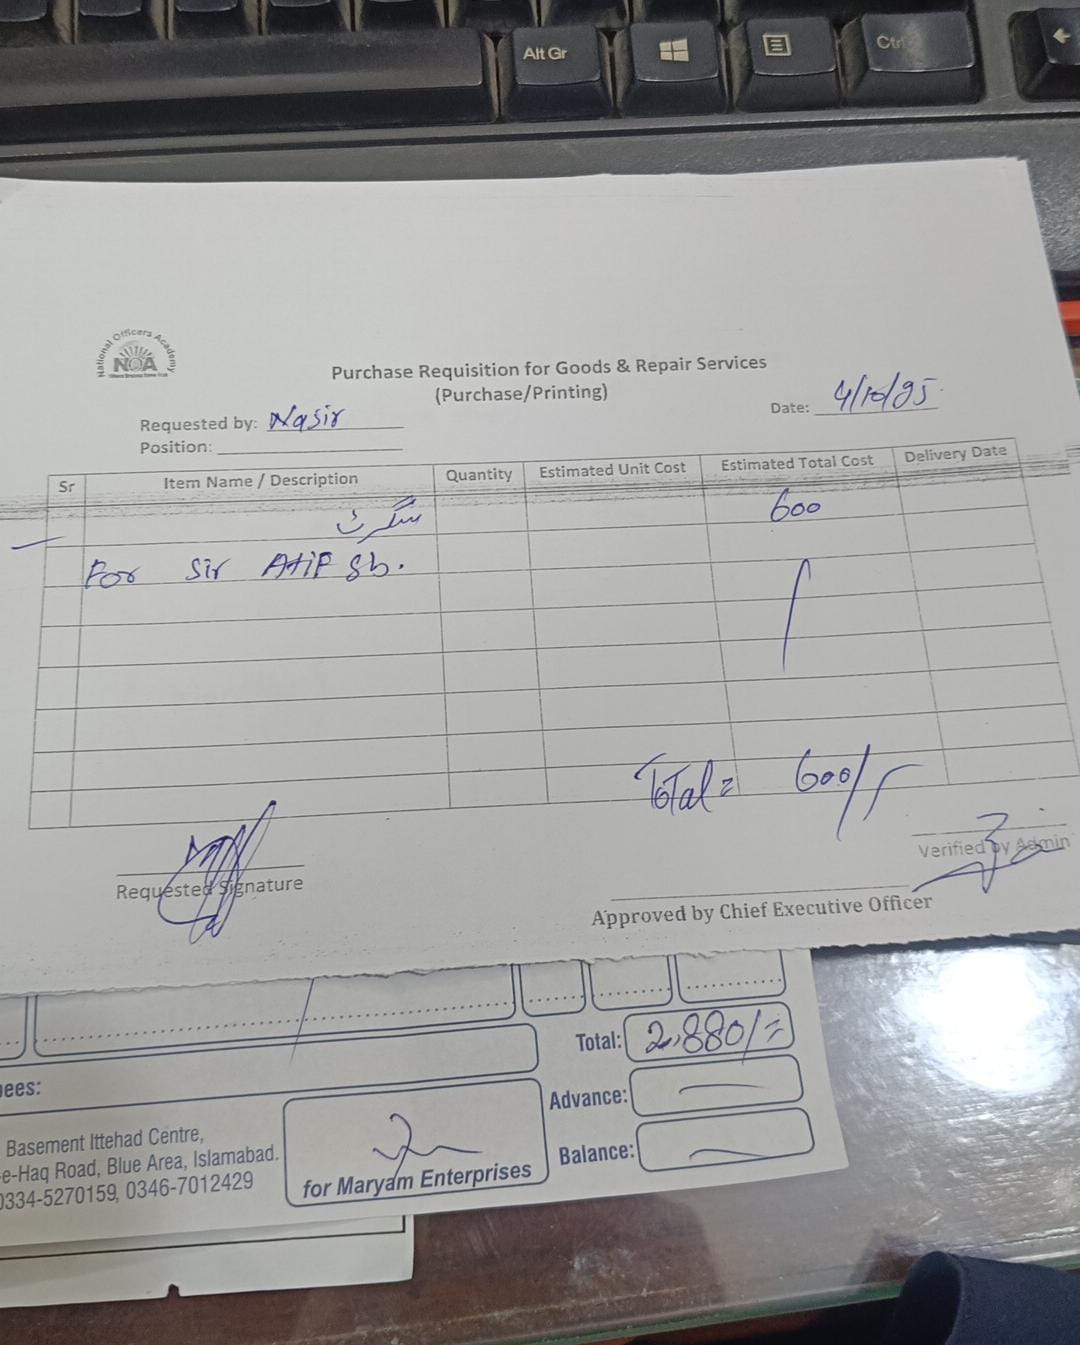 Alt Gr
Ctrl
National Officers Academy
NOA
Purchase Requisition for Goods & Repair Services
(Purchase/Printing)
Requested by: Nasir
Date: 4/10/25
Position:
Sr Item Name / Description Quantity Estimated Unit Cost Estimated Total Cost Delivery Date
سگریٹ 600
For Sir Atif Sb.
Total = 600/-
Requested Signature
Verified by Admin
Approved by Chief Executive Officer
Total: 2,880/=
Advance:
Balance:
Basement Ittehad Centre,
-e-Haq Road, Blue Area, Islamabad.
0334-5270159, 0346-7012429
for Maryam Enterprises